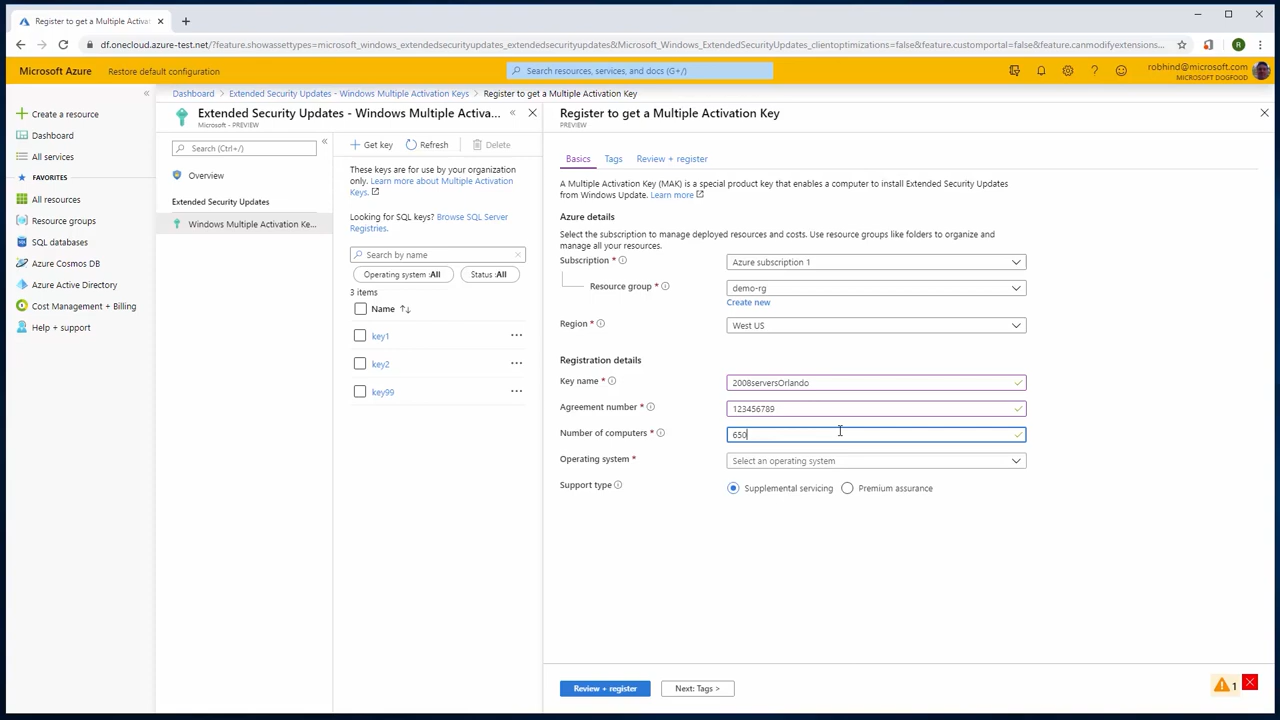 Register to get a Multiple Activat
df.onecloud.azure-test.net/?feature.showassettypes=microsoft_windows_extendedsecurityupdates_extendedsecurityupdates&Microsoft_Windows_ExtendedSecurityUpdates_clientoptimizations=false&feature.customportal=false&feature.canmodifyextensions...
R
Microsoft Azure
Restore default configuration
Search resources, services, and docs (G+/)
robhind@microsoft.com
MICROSOFT DOGFOOD
Create a resource
Dashboard
All services
FAVORITES
All resources
Resource groups
SQL databases
Azure Cosmos DB
Azure Active Directory
Cost Management + Billing
Help + support
Dashboard > Extended Security Updates - Windows Multiple Activation Keys > Register to get a Multiple Activation Key
Extended Security Updates - Windows Multiple Activa...
Microsoft - PREVIEW
Search (Ctrl+/)
Overview
Extended Security Updates
Windows Multiple Activation Ke...
Get key
Refresh
Delete
These keys are for use by your organization
only. Learn more about Multiple Activation
Keys.
Looking for SQL keys? Browse SQL Server
Registries.
Search by name
Operating system :All
Status :All
3 items
Name
key1
key2
key99
Register to get a Multiple Activation Key
PREVIEW
Basics
Tags
Review + register
A Multiple Activation Key (MAK) is a special product key that enables a computer to install Extended Security Updates
from Windows Update. Learn more
Azure details
Select the subscription to manage deployed resources and costs. Use resource groups like folders to organize and
manage all your resources.
Subscription *
Azure subscription 1
Resource group *
demo-rg
Create new
Region *
West US
Registration details
Key name *
2008serversOrlando
Agreement number *
123456789
Number of computers *
650
Operating system *
Select an operating system
Support type
Supplemental servicing
Premium assurance
Review + register
Next: Tags >
1